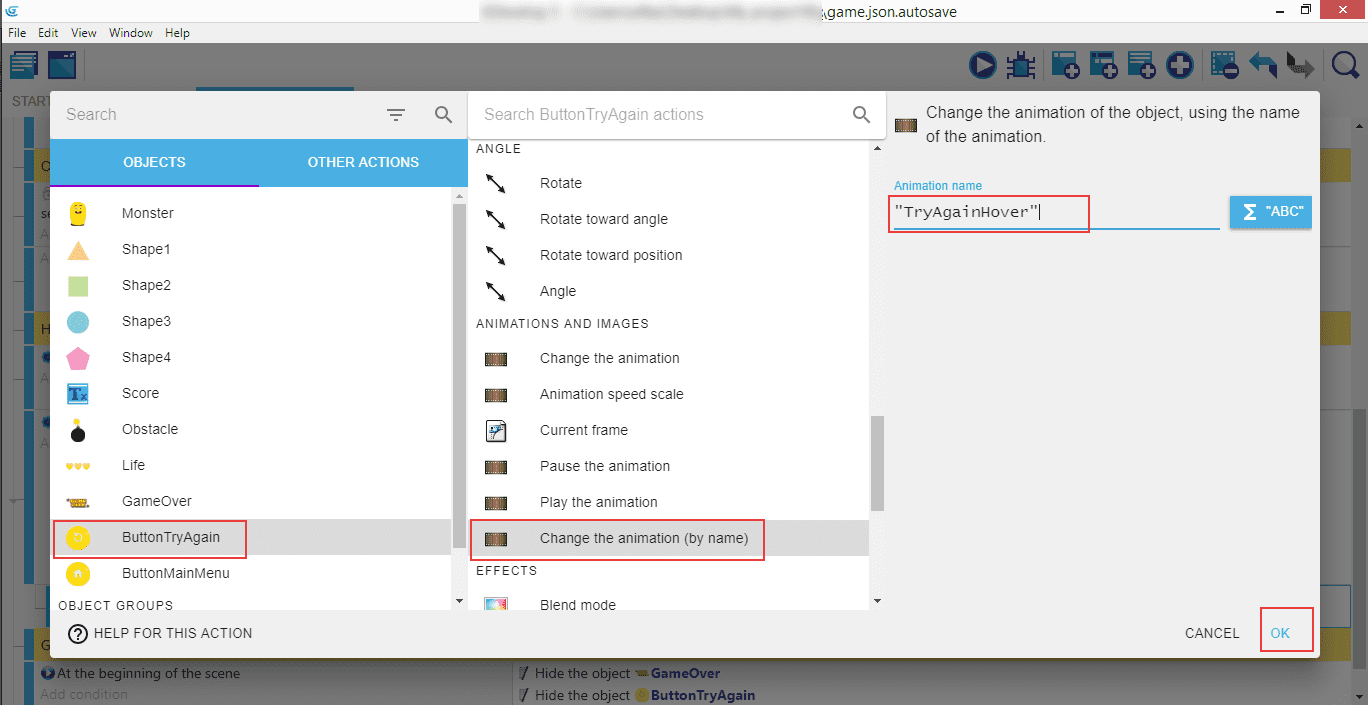 \game.json.autosave
File Edit View Window Help
START
Search
OBJECTS OTHER ACTIONS
Monster
Shape1
Shape2
Shape3
Shape4
Tx Score
Obstacle
Life
GameOver
ButtonTryAgain
ButtonMainMenu
OBJECT GROUPS
Search ButtonTryAgain actions
ANGLE
Rotate
Rotate toward angle
Rotate toward position
Angle
ANIMATIONS AND IMAGES
Change the animation
Animation speed scale
Current frame
Pause the animation
Play the animation
Change the animation (by name)
EFFECTS
Blend mode
Change the animation of the object, using the name
of the animation.
Animation name
"TryAgainHover"
Σ "ABC"
? HELP FOR THIS ACTION
CANCEL OK
At the beginning of the scene
Add condition
Hide the object GameOver
Hide the object ButtonTryAgain